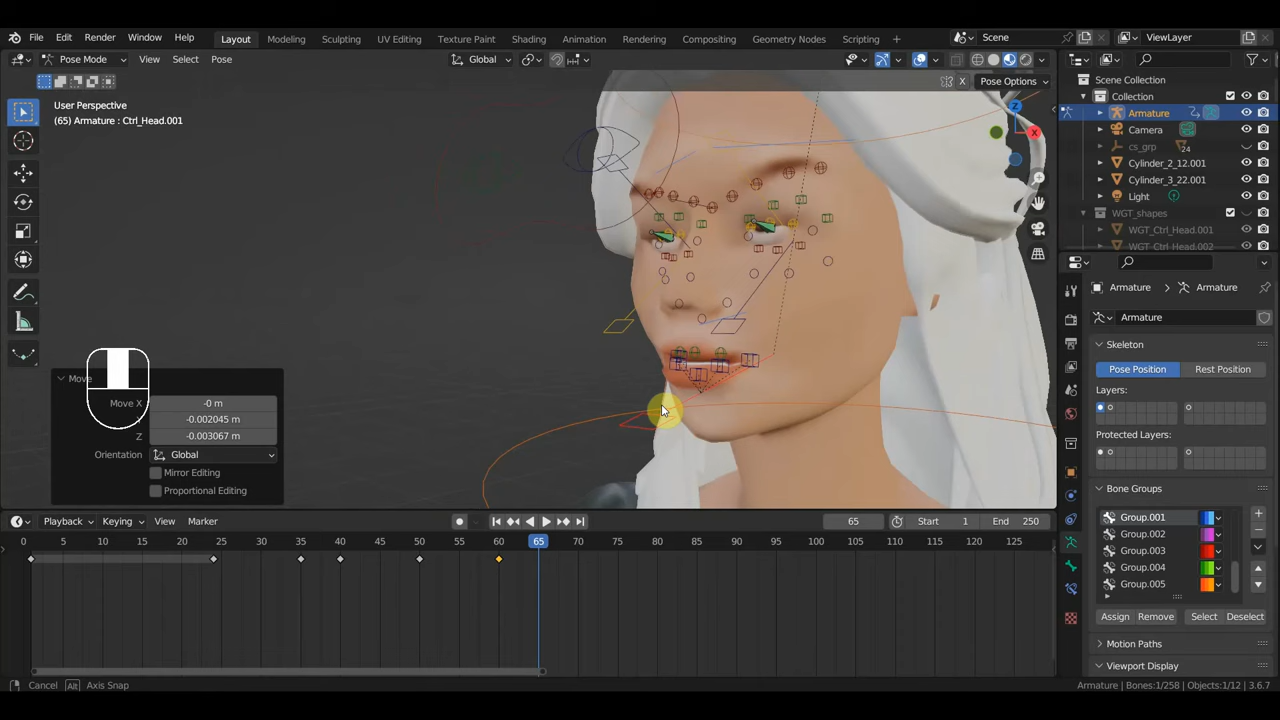 File Edit Render Window Help Layout Modeling Sculpting UV Editing Texture Paint Shading Animation Rendering Compositing Geometry Nodes Scripting + Scene ViewLayer
Pose Mode View Select Pose Global
X Pose Options
User Perspective
(65) Armature : Ctrl_Head.001
Z
X
Scene Collection
Collection
Armature
Camera
cs_grp 24
Cylinder_2_12.001
Cylinder_3_22.001
Light
WGT_shapes
WGT_Ctrl_Head.001
WGT_Ctrl_Head.002
Armature Armature
Armature
Skeleton
Pose Position Rest Position
Layers:
Protected Layers:
Bone Groups
Group.001
Group.002
Group.003
Group.004
Group.005
Assign Remove Select Deselect
Motion Paths
Viewport Display
Move
Move X -0 m
-0.002045 m
Z -0.003067 m
Orientation Global
Mirror Editing
Proportional Editing
Playback Keying View Marker 65 Start 1 End 250
0 5 10 15 20 25 30 35 40 45 50 55 60 65 70 75 80 85 90 95 100 105 110 115 120 125
Cancel Alt Axis Snap
Armature | Bones:1/258 | Objects:1/12 | 3.6.7